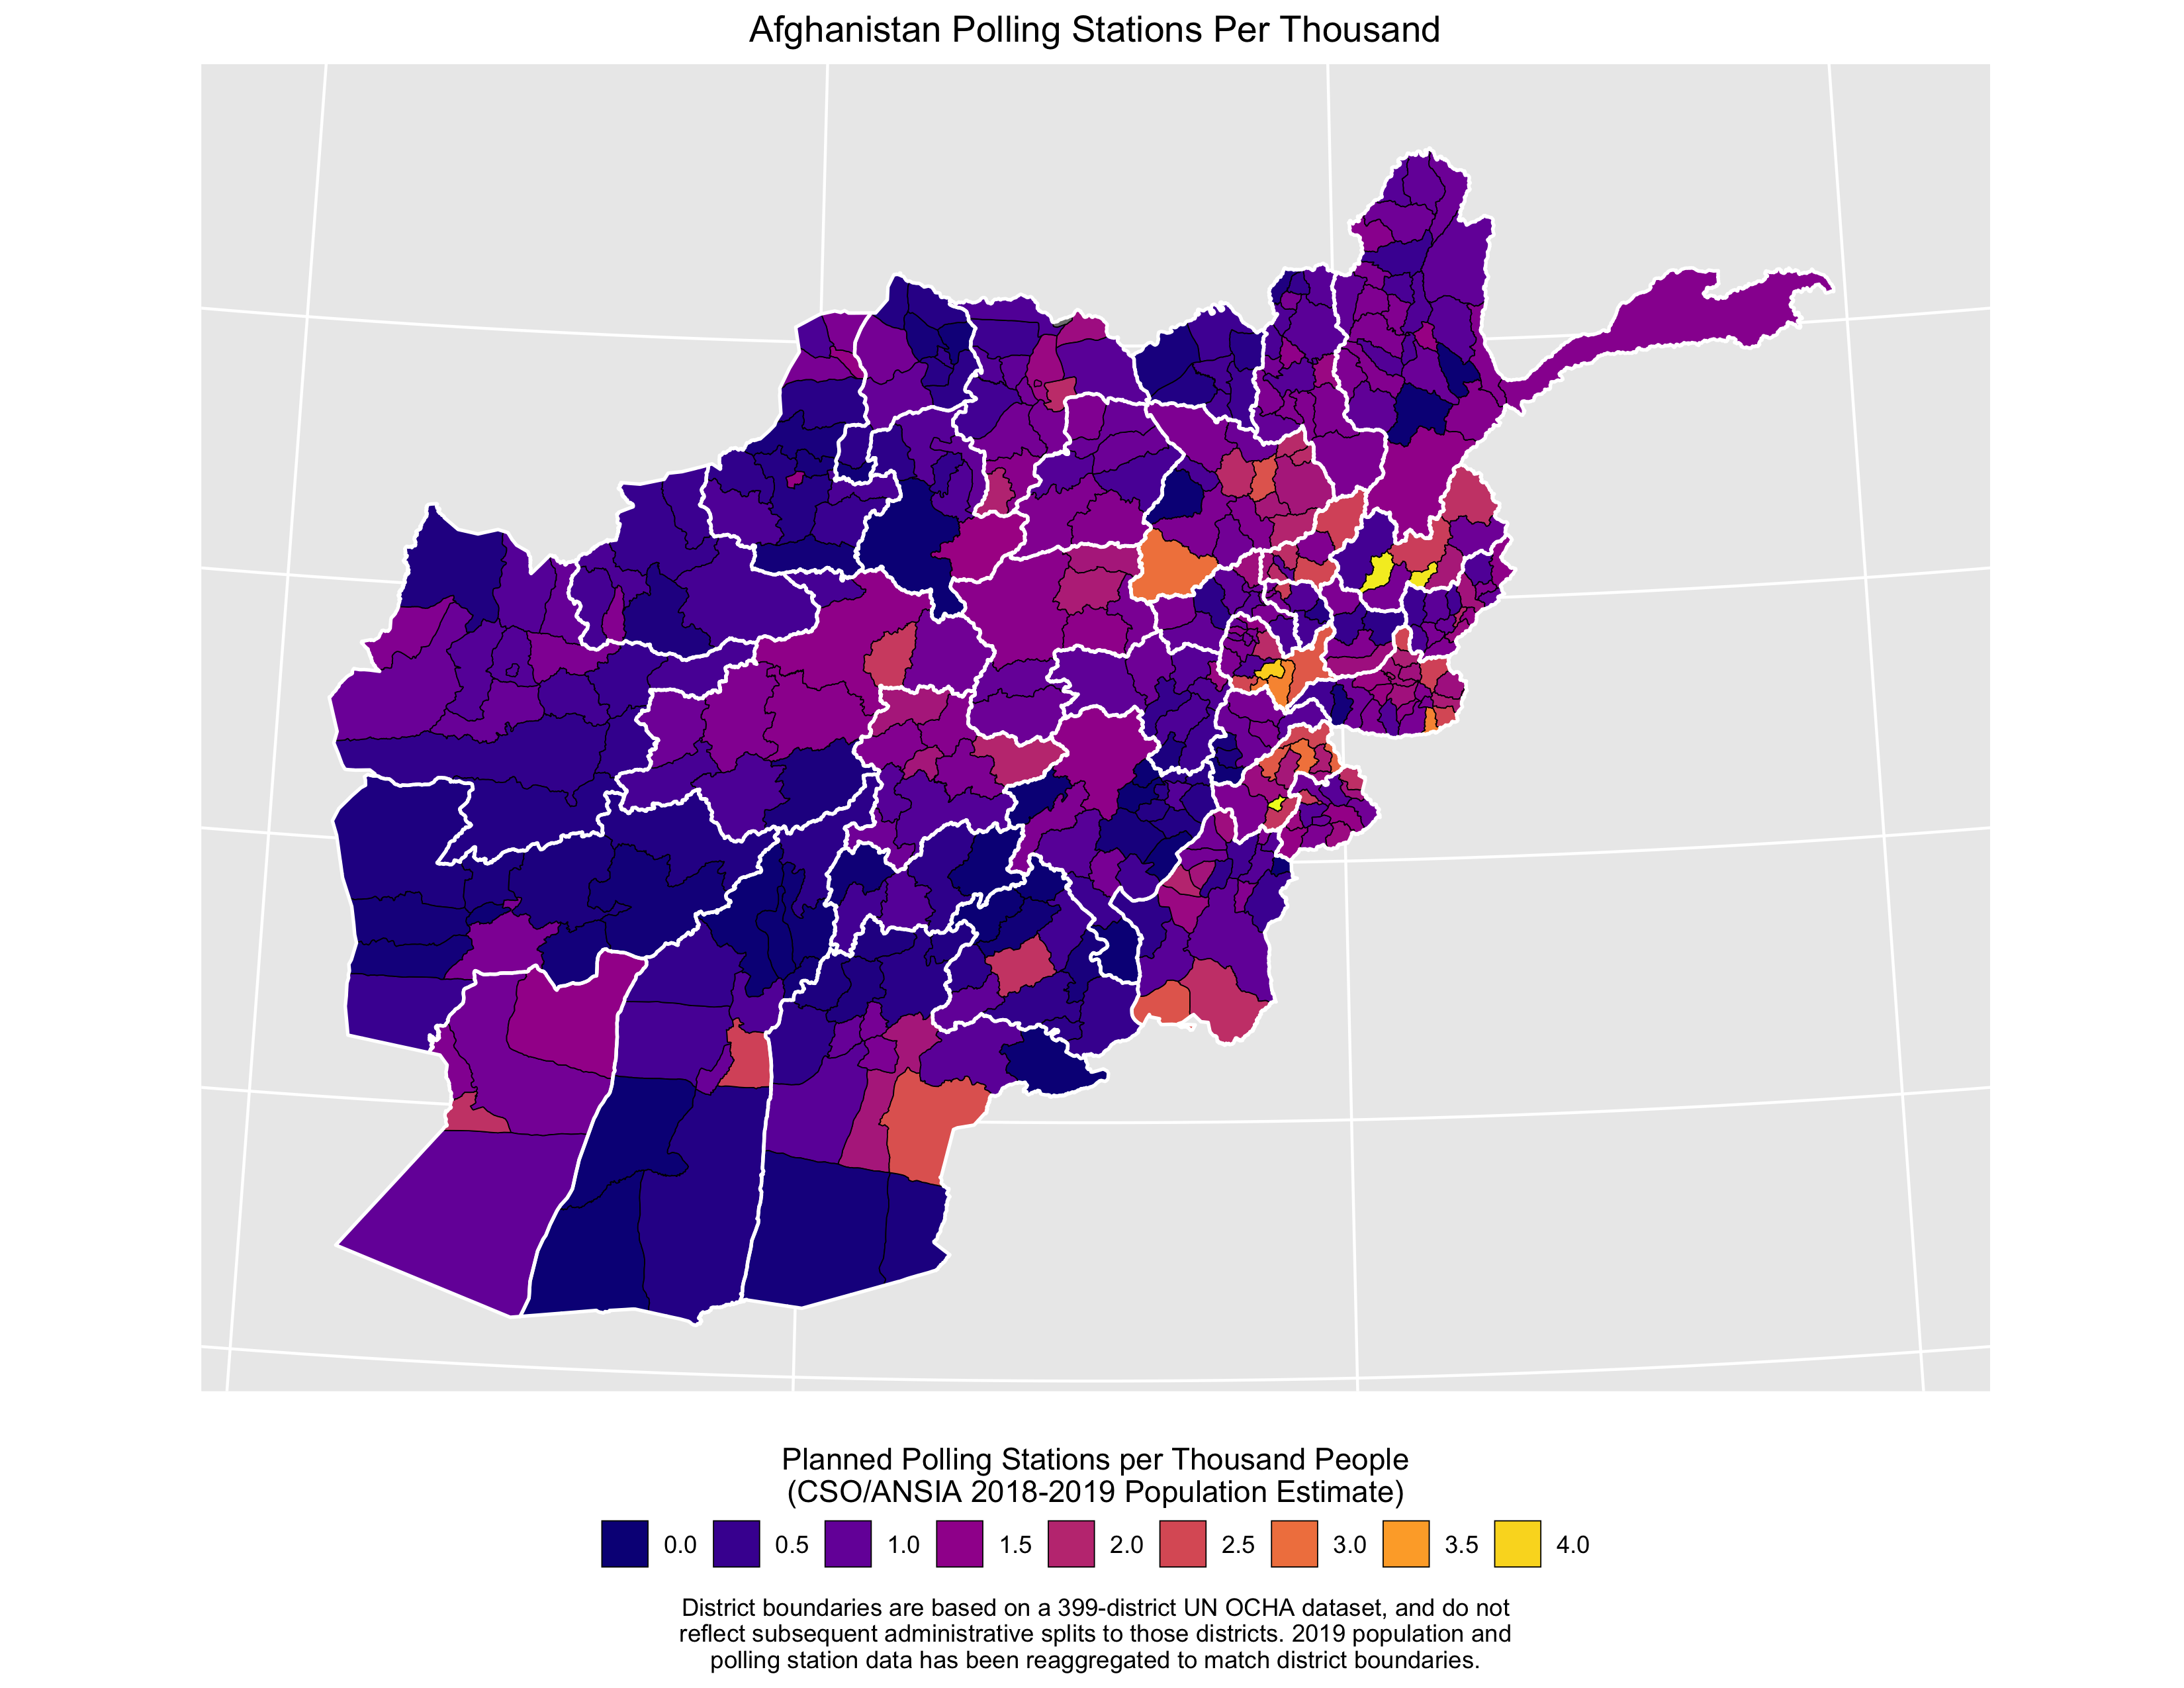 Afghanistan Polling Stations Per Thousand
Planned Polling Stations per Thousand People
(CSO/ANSIA 2018-2019 Population Estimate)
0.0 0.5 1.0 1.5 2.0 2.5 3.0 3.5 4.0
District boundaries are based on a 399-district UN OCHA dataset, and do not
reflect subsequent administrative splits to those districts. 2019 population and
polling station data has been reaggregated to match district boundaries.